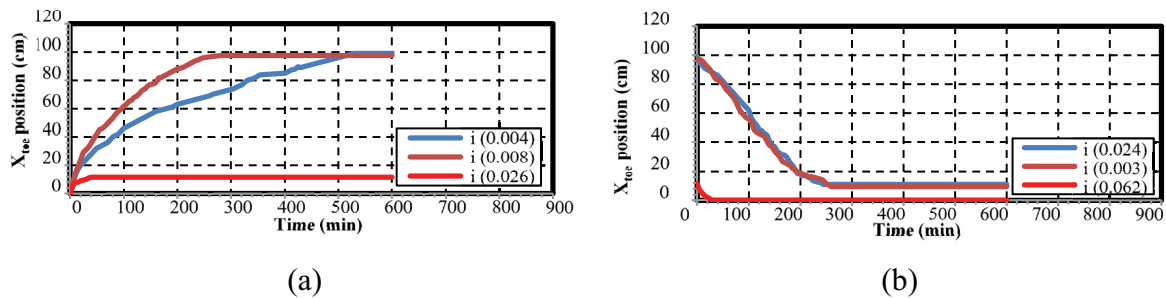 120
100
80
60
40
20
0
X_toe position (cm)
i (0.004)
i (0.008)
i (0.026)
0 100 200 300 400 500 600 700 800 900
Time (min)
(a)
120
100
80
60
40
20
0
X_toe position (cm)
i (0.024)
i (0.003)
i (0.062)
0 100 200 300 400 500 600 700 800 900
Time (min)
(b)